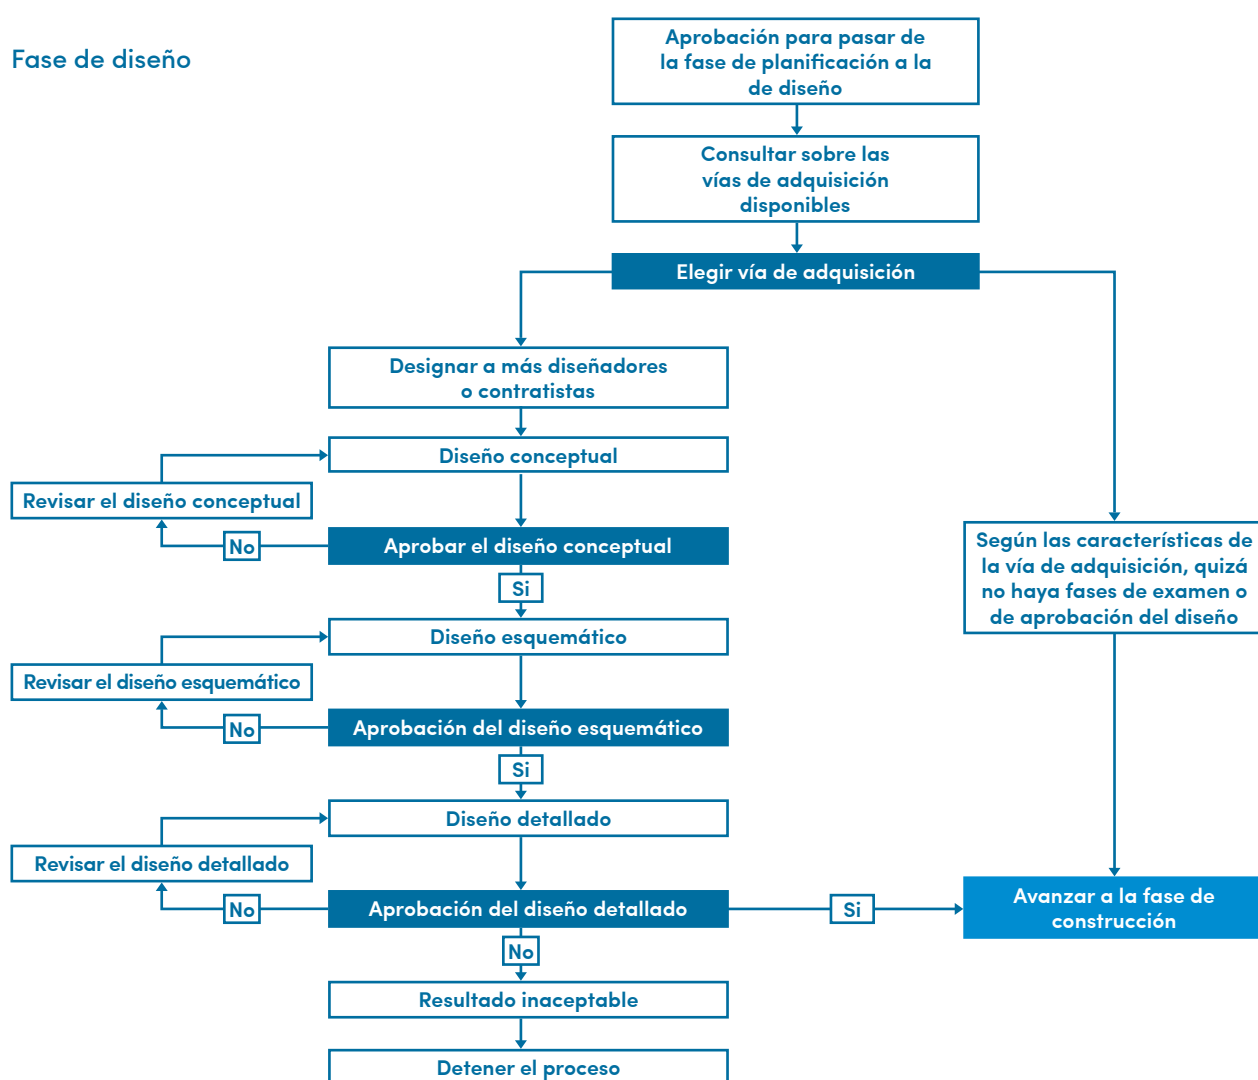 Fase de diseño
Aprobación para pasar de
la fase de planificación a la
de diseño
Consultar sobre las
vías de adquisición
disponibles
Elegir vía de adquisición
Designar a más diseñadores
o contratistas
Diseño conceptual
Revisar el diseño conceptual
No
Aprobar el diseño conceptual
Si
Según las características de
la vía de adquisición, quizá
no haya fases de examen o
de aprobación del diseño
Diseño esquemático
Revisar el diseño esquemático
No
Aprobación del diseño esquemático
Si
Diseño detallado
Revisar el diseño detallado
No
Aprobación del diseño detallado
Si
Avanzar a la fase de
construcción
No
Resultado inaceptable
Detener el proceso